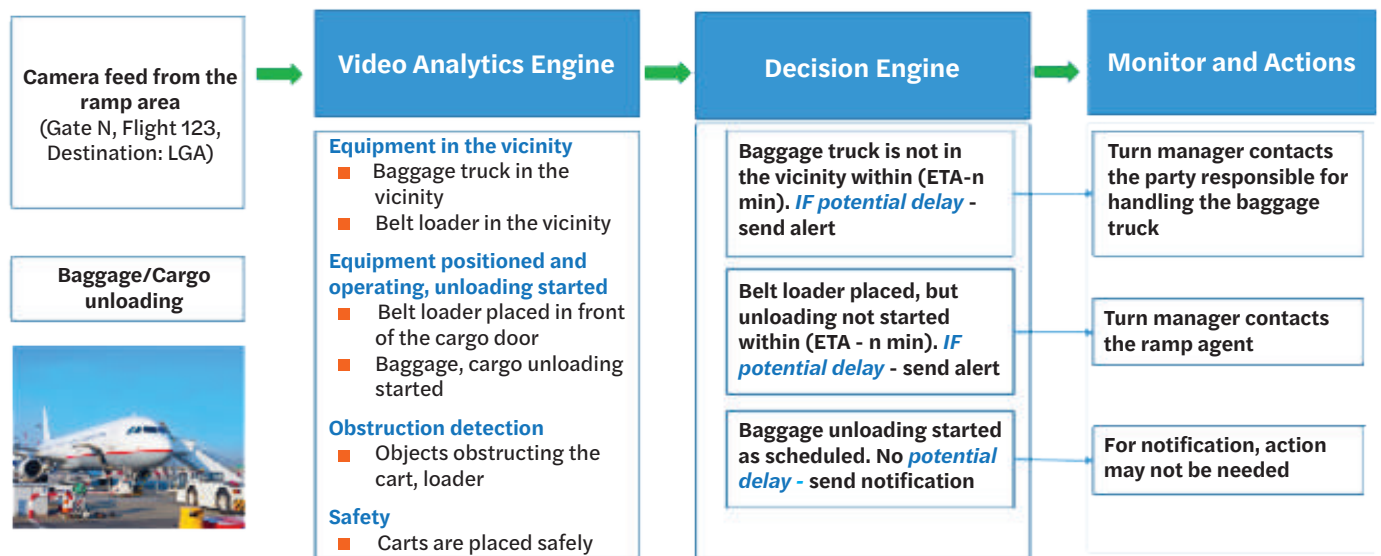 Camera feed from the
ramp area
(Gate N, Flight 123,
Destination: LGA)
Baggage/Cargo
unloading
Video Analytics Engine
Equipment in the vicinity
Baggage truck in the
vicinity
Belt loader in the vicinity
Equipment positioned and
operating, unloading started
Belt loader placed in front
of the cargo door
Baggage, cargo unloading
started
Obstruction detection
Objects obstructing the
cart, loader
Safety
Carts are placed safely
Decision Engine
Baggage truck is not in
the vicinity within (ETA-n
min). IF potential delay -
send alert
Belt loader placed, but
unloading not started
within (ETA - n min). IF
potential delay - send alert
Baggage unloading started
as scheduled. No potential
delay - send notification
Monitor and Actions
Turn manager contacts
the party responsible for
handling the baggage
truck
Turn manager contacts
the ramp agent
For notification, action
may not be needed